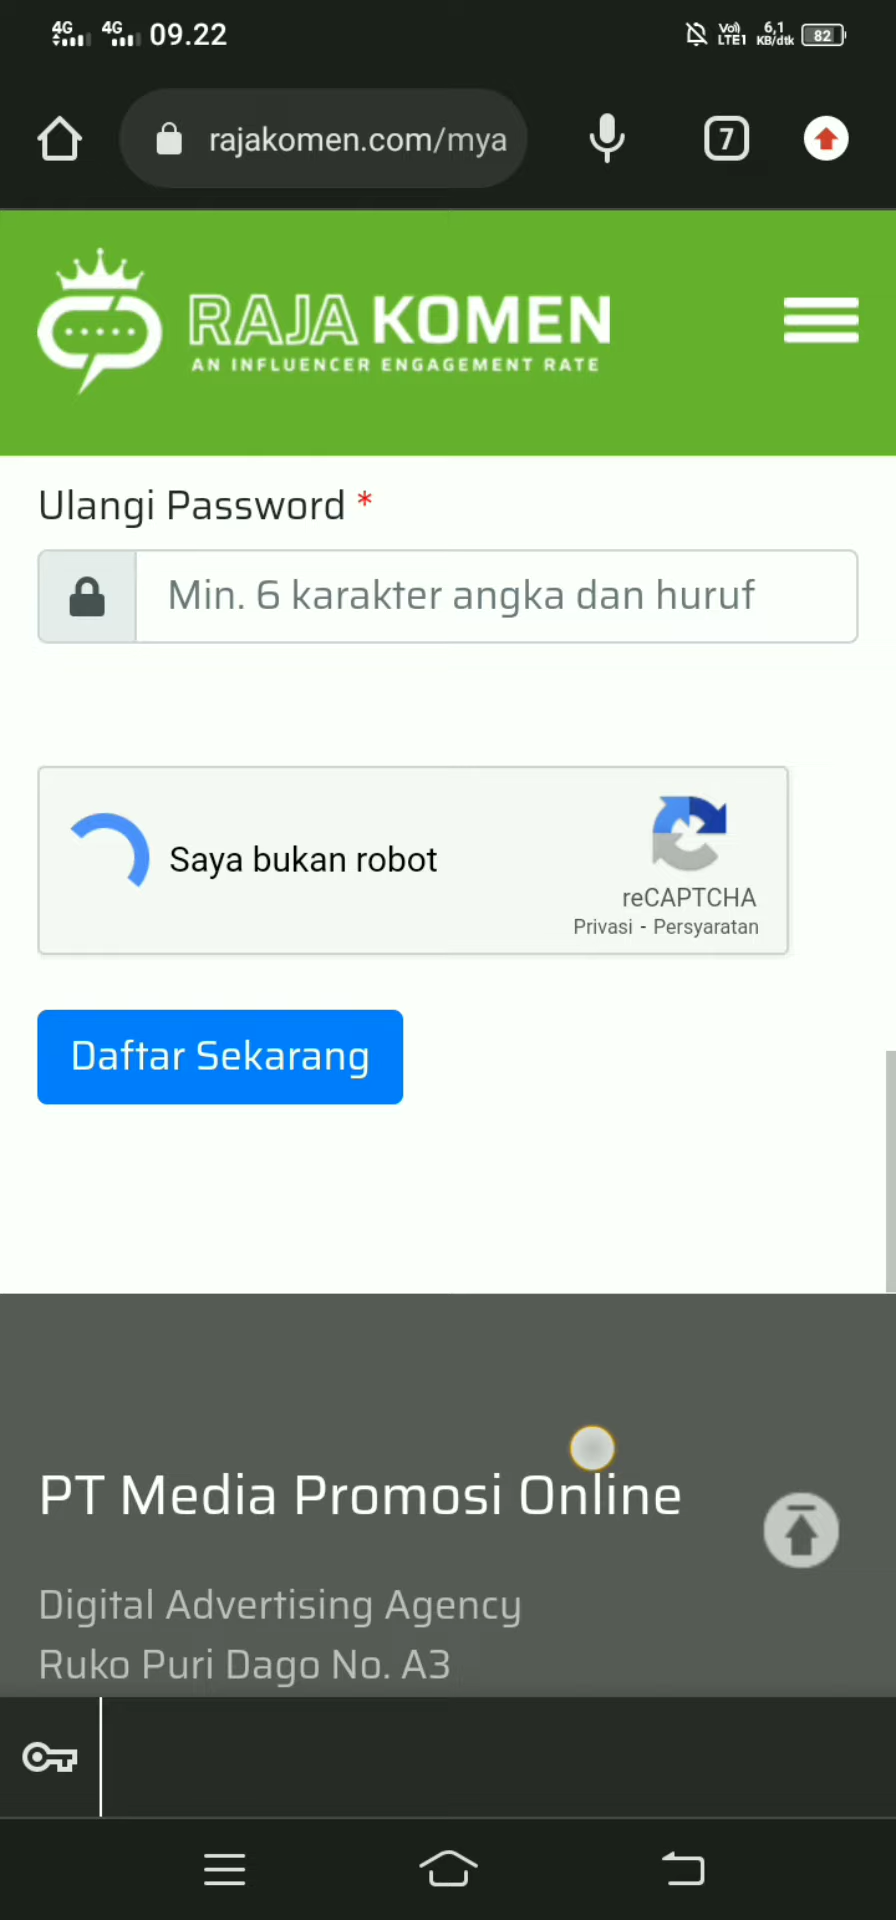 4G 4G 09.22 Vo) LTE1 6,1 KB/dtk 82
rajakomen.com/mya 7
RAJA KOMEN
AN INFLUENCER ENGAGEMENT RATE
Ulangi Password *
Min. 6 karakter angka dan huruf
Saya bukan robot
reCAPTCHA
Privasi - Persyaratan
Daftar Sekarang
PT Media Promosi Online
Digital Advertising Agency
Ruko Puri Dago No. A3